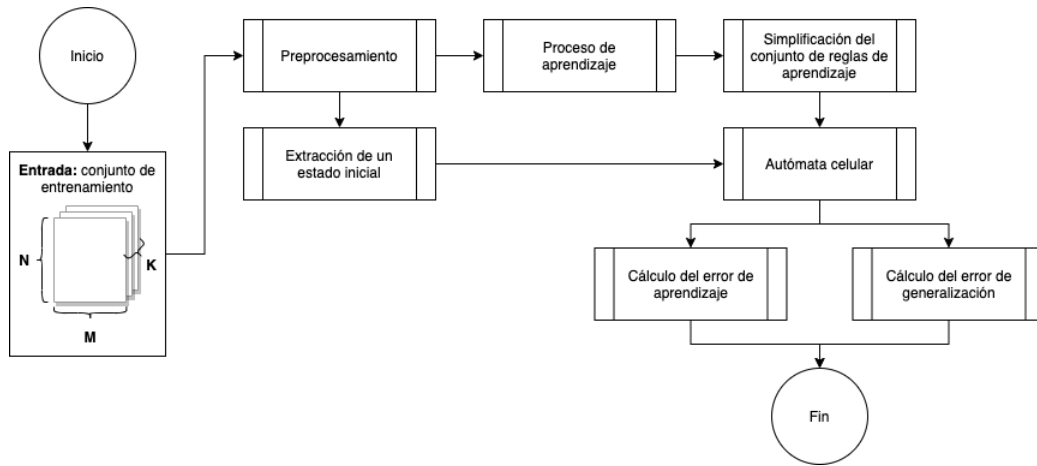 Inicio
Entrada: conjunto de
entrenamiento
N
K
M
Preprocesamiento
Proceso de
aprendizaje
Simplificación del
conjunto de reglas de
aprendizaje
Extracción de un
estado inicial
Autómata celular
Cálculo del error de
aprendizaje
Cálculo del error de
generalización
Fin